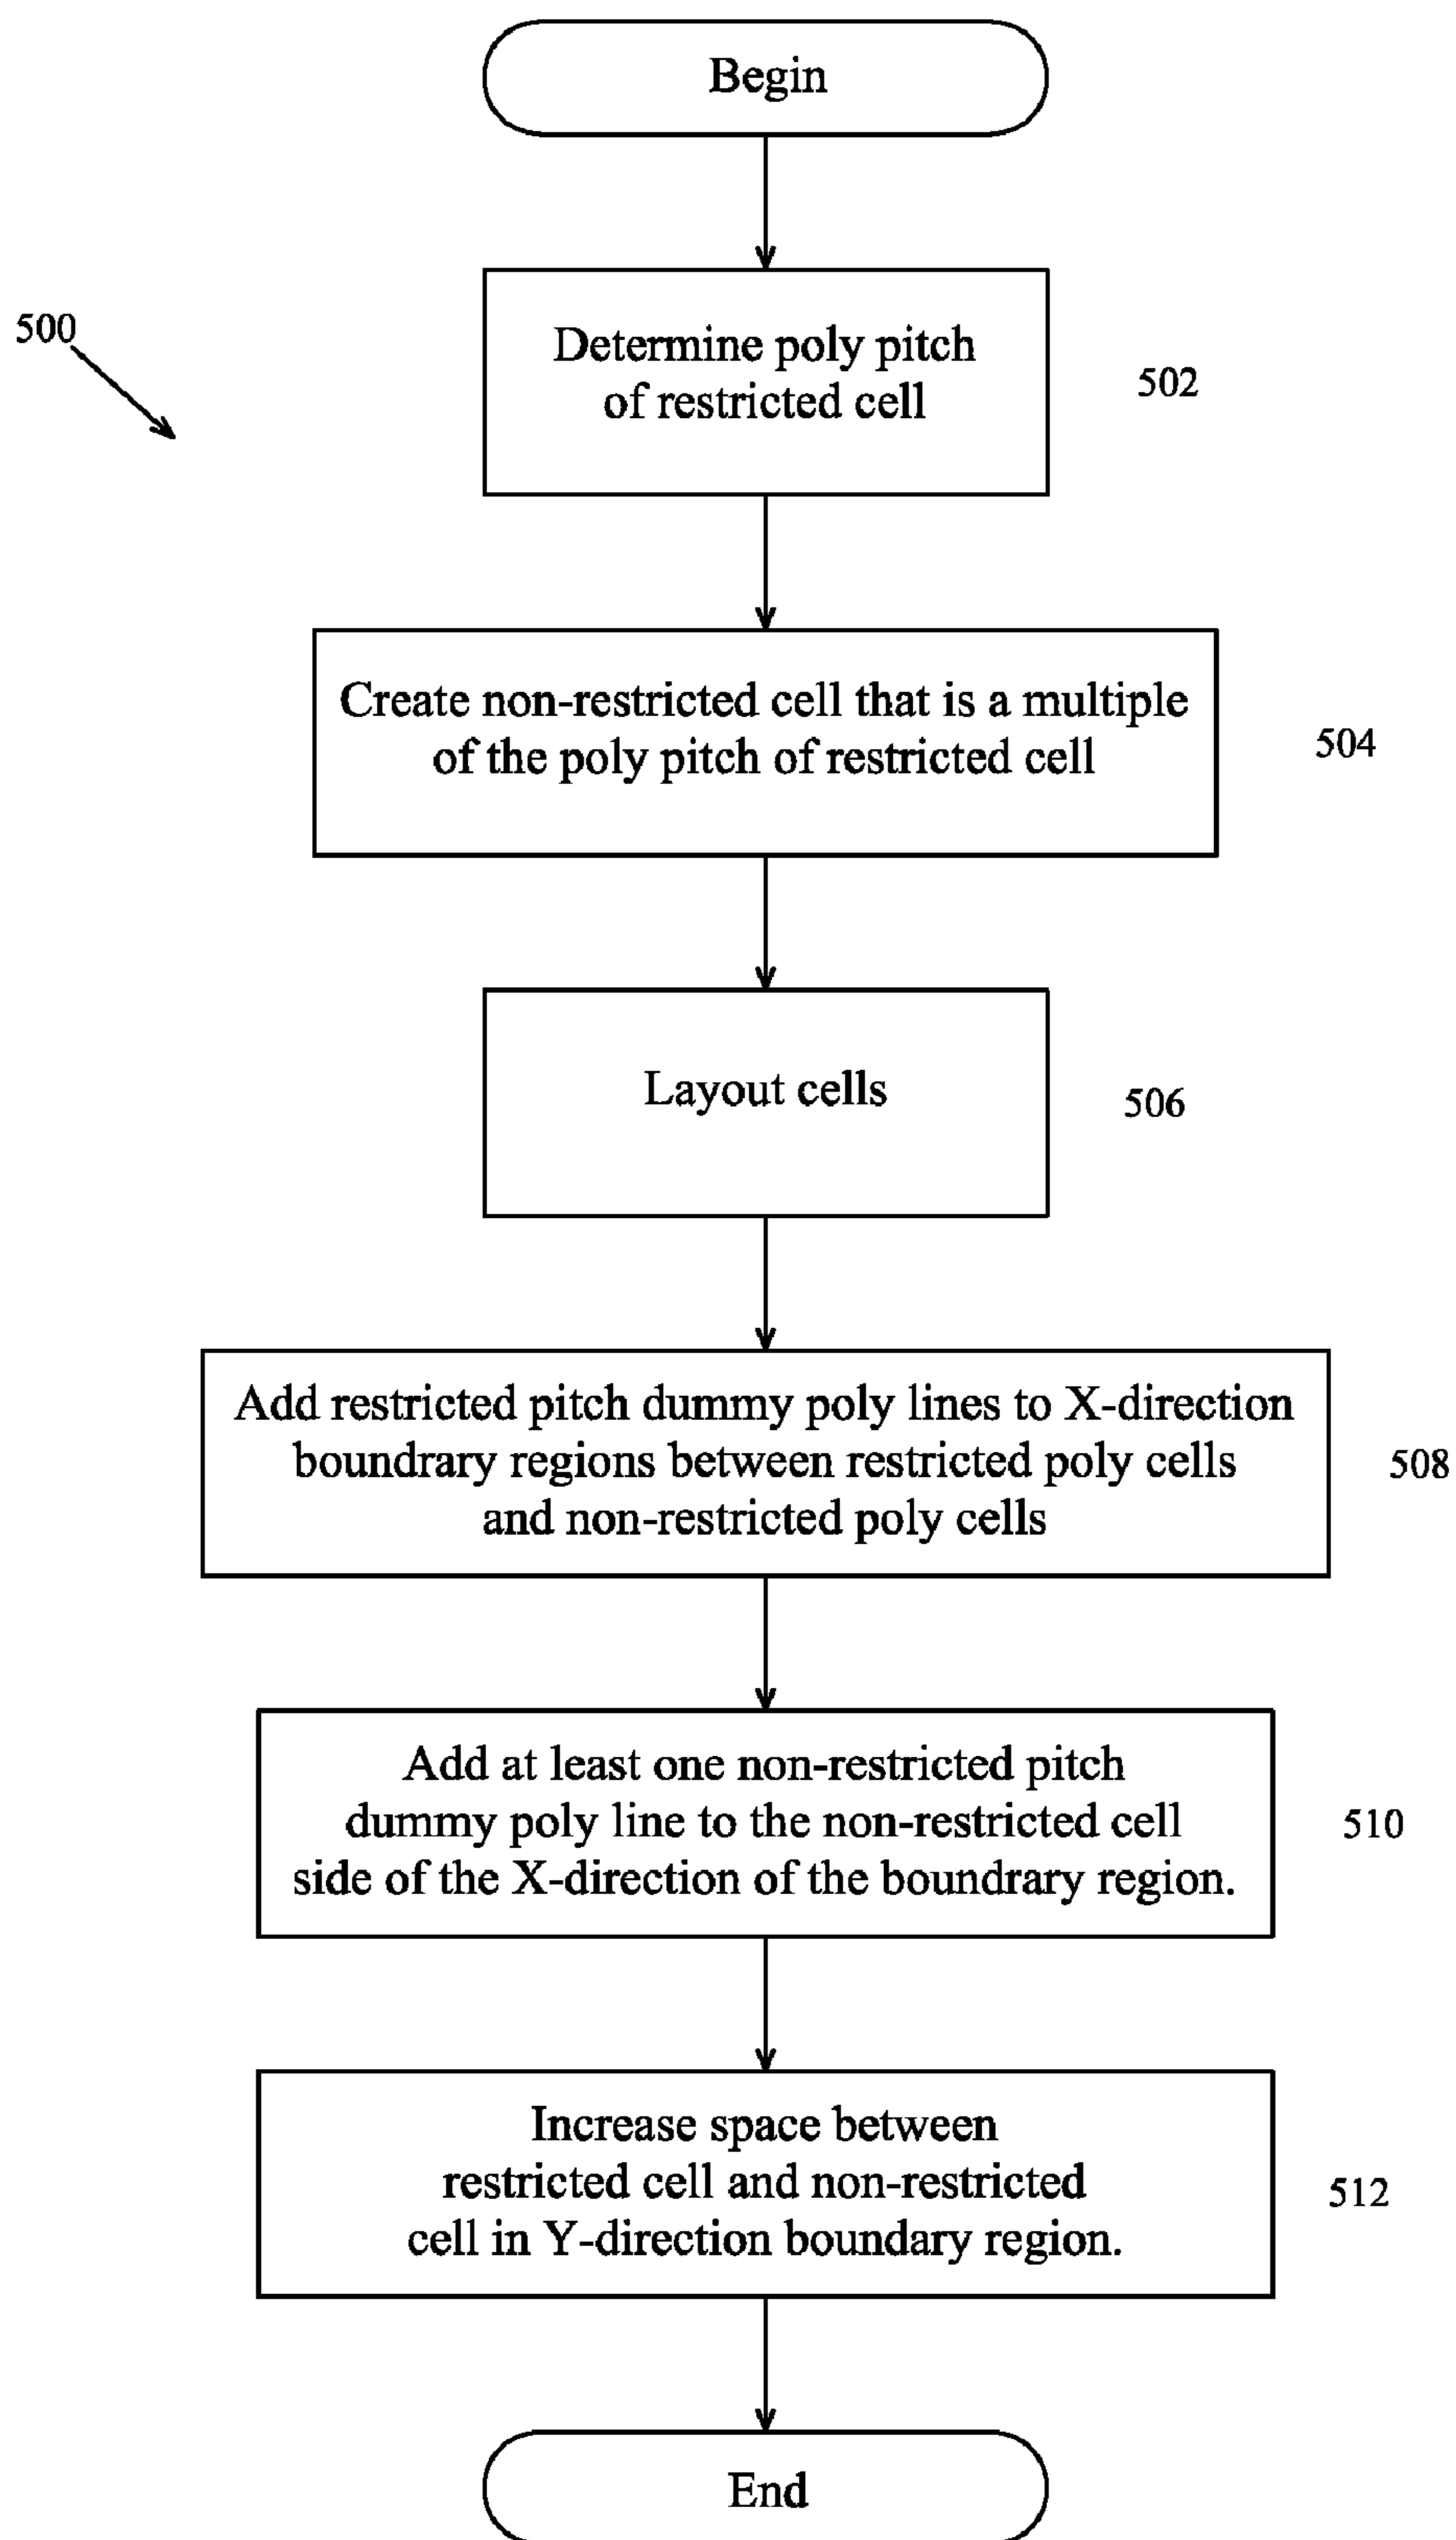 Begin
500
Determine poly pitch
of restricted cell
502
Create non-restricted cell that is a multiple
of the poly pitch of restricted cell
504
Layout cells
506
Add restricted pitch dummy poly lines to X-direction
boundrary regions between restricted poly cells
and non-restricted poly cells
508
Add at least one non-restricted pitch
dummy poly line to the non-restricted cell
side of the X-direction of the boundrary region.
510
Increase space between
restricted cell and non-restricted
cell in Y-direction boundary region.
512
End